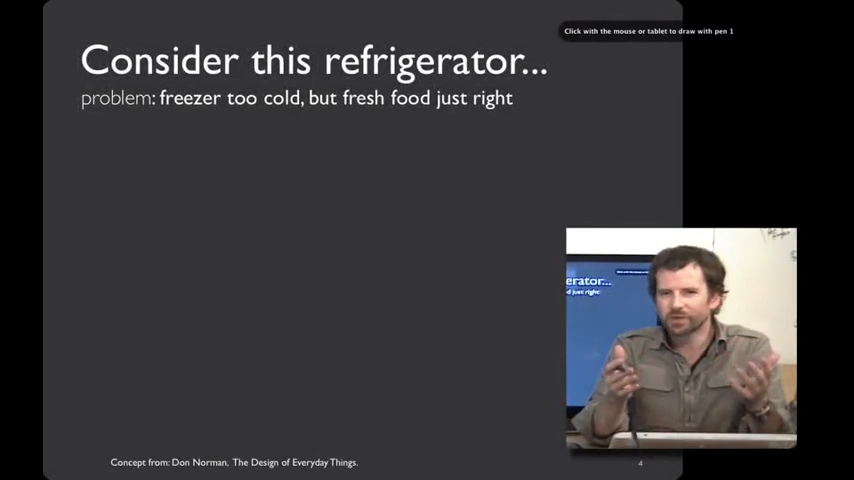 Click with the mouse or tablet to draw with pen 1
Consider this refrigerator...
problem: freezer too cold, but fresh food just right
erator...
d just right
Concept from: Don Norman, The Design of Everyday Things.
4